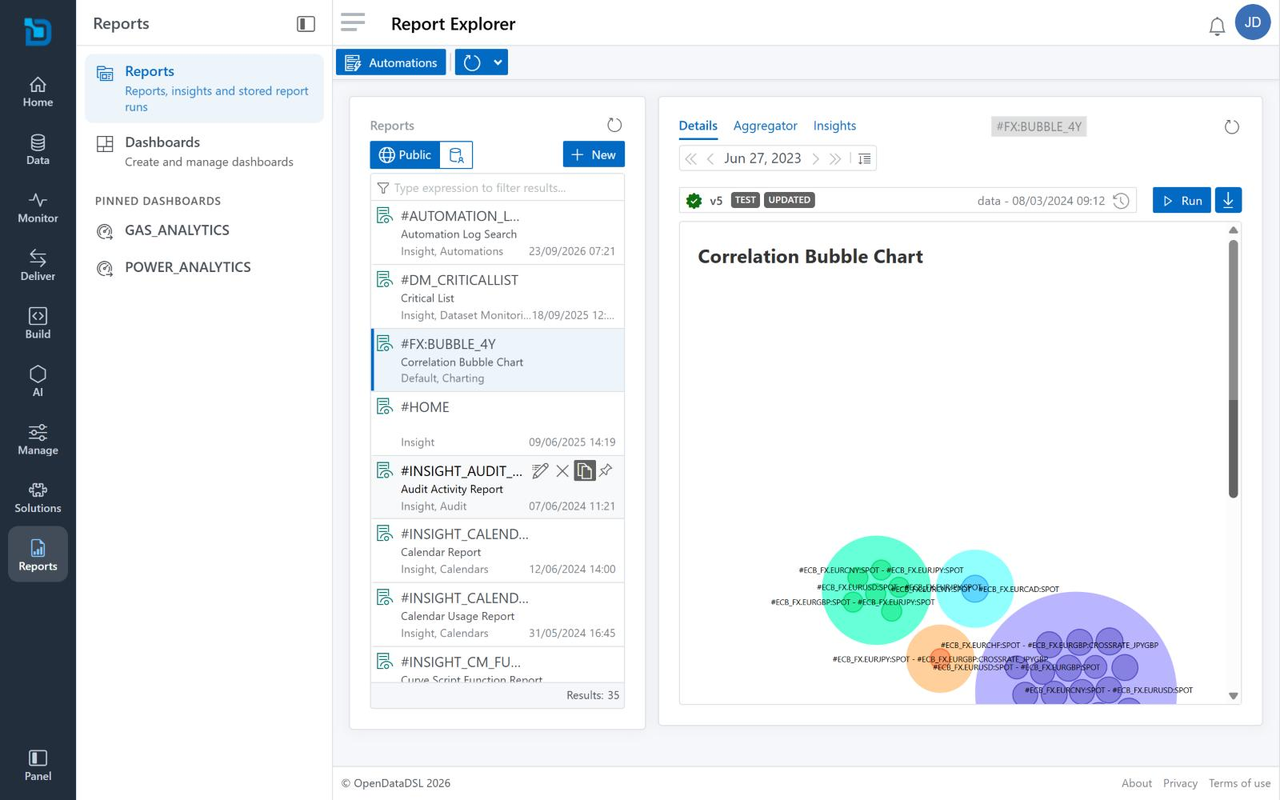 Reports
Report Explorer
JD
Home
Data
Monitor
Deliver
Build
AI
Manage
Solutions
Reports
Panel
Reports
Reports, insights and stored report
runs
Dashboards
Create and manage dashboards
PINNED DASHBOARDS
GAS_ANALYTICS
POWER_ANALYTICS
Automations
Reports
Public
New
Type expression to filter results...
#AUTOMATION_L...
Automation Log Search
Insight, Automations 23/09/2026 07:21
#DM_CRITICALLIST
Critical List
Insight, Dataset Monitori... 18/09/2025 12:...
#FX:BUBBLE_4Y
Correlation Bubble Chart
Default, Charting
#HOME
Insight 09/06/2025 14:19
#INSIGHT_AUDIT_...
Audit Activity Report
Insight, Audit 07/06/2024 11:21
#INSIGHT_CALEND...
Calendar Report
Insight, Calendars 12/06/2024 14:00
#INSIGHT_CALEND...
Calendar Usage Report
Insight, Calendars 31/05/2024 16:45
#INSIGHT_CM_FU...
Curve Script Function Report
Results: 35
Details Aggregator Insights #FX:BUBBLE_4Y
Jun 27, 2023
v5 TEST UPDATED data - 08/03/2024 09:12 Run
Correlation Bubble Chart
#ECB_FX.EURCNY:SPOT - #ECB_FX.EURJPY:SPOT
#ECB_FX.EURGBP:SPOT - #ECB_FX.EURJPY:SPOT
#ECB_FX.EURCAD:SPOT
#ECB_FX.EURCHF:SPOT - #ECB_FX.EURGBP:CROSSRATE_JPYGBP
#ECB_FX.EURJPY:SPOT - #ECB_FX.EURGBP:CROSSRATE_JPYGBP
#ECB_FX.EURUSD:SPOT - #ECB_FX.EURGBP:SPOT
#ECB_FX.EURCNY:SPOT - #ECB_FX.EURUSD:SPOT
© OpenDataDSL 2026
About Privacy Terms of use